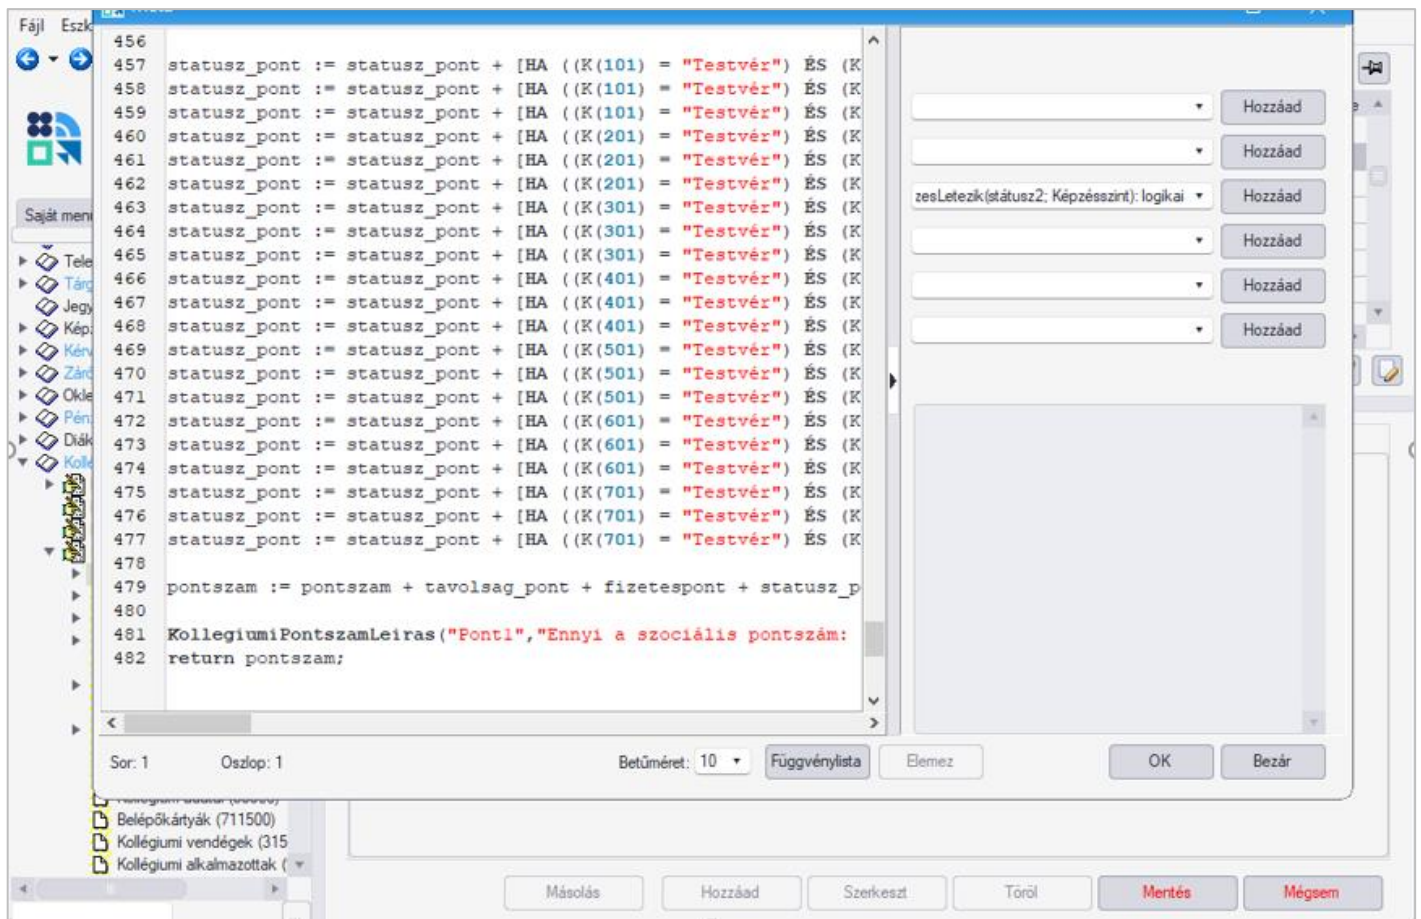 Fájl Eszk
456
457 statusz_pont := statusz_pont + [HA ((K(101) = "Testvér") ÉS (K
458 statusz_pont := statusz_pont + [HA ((K(101) = "Testvér") ÉS (K
459 statusz_pont := statusz_pont + [HA ((K(101) = "Testvér") ÉS (K
460 statusz_pont := statusz_pont + [HA ((K(201) = "Testvér") ÉS (K
461 statusz_pont := statusz_pont + [HA ((K(201) = "Testvér") ÉS (K
462 statusz_pont := statusz_pont + [HA ((K(201) = "Testvér") ÉS (K
463 statusz_pont := statusz_pont + [HA ((K(301) = "Testvér") ÉS (K
464 statusz_pont := statusz_pont + [HA ((K(301) = "Testvér") ÉS (K
465 statusz_pont := statusz_pont + [HA ((K(301) = "Testvér") ÉS (K
466 statusz_pont := statusz_pont + [HA ((K(401) = "Testvér") ÉS (K
467 statusz_pont := statusz_pont + [HA ((K(401) = "Testvér") ÉS (K
468 statusz_pont := statusz_pont + [HA ((K(401) = "Testvér") ÉS (K
469 statusz_pont := statusz_pont + [HA ((K(501) = "Testvér") ÉS (K
470 statusz_pont := statusz_pont + [HA ((K(501) = "Testvér") ÉS (K
471 statusz_pont := statusz_pont + [HA ((K(501) = "Testvér") ÉS (K
472 statusz_pont := statusz_pont + [HA ((K(601) = "Testvér") ÉS (K
473 statusz_pont := statusz_pont + [HA ((K(601) = "Testvér") ÉS (K
474 statusz_pont := statusz_pont + [HA ((K(601) = "Testvér") ÉS (K
475 statusz_pont := statusz_pont + [HA ((K(701) = "Testvér") ÉS (K
476 statusz_pont := statusz_pont + [HA ((K(701) = "Testvér") ÉS (K
477 statusz_pont := statusz_pont + [HA ((K(701) = "Testvér") ÉS (K
478
479 pontszam := pontszam + tavolsag_pont + fizetespont + statusz_p
480
481 KollegiumiPontszamLeiras("Pont1","Ennyi a szociális pontszám:
482 return pontszam;
Hozzáad
Hozzáad
zesLetezik(státusz2; Képzésszint): logikai Hozzáad
Hozzáad
Hozzáad
Hozzáad
Saját menü
Tele
Tárg
Jegy
Képz
Kérv
Záró
Okle
Pén
Diák
Kollé
Sor: 1 Oszlop: 1 Betűméret: 10 Függvénylista Elemez OK Bezár
Belépőkártyák (711500)
Kollégiumi vendégek (315
Kollégiumi alkalmazottak (
Másolás Hozzáad Szerkeszt Töröl Mentés Mégsem